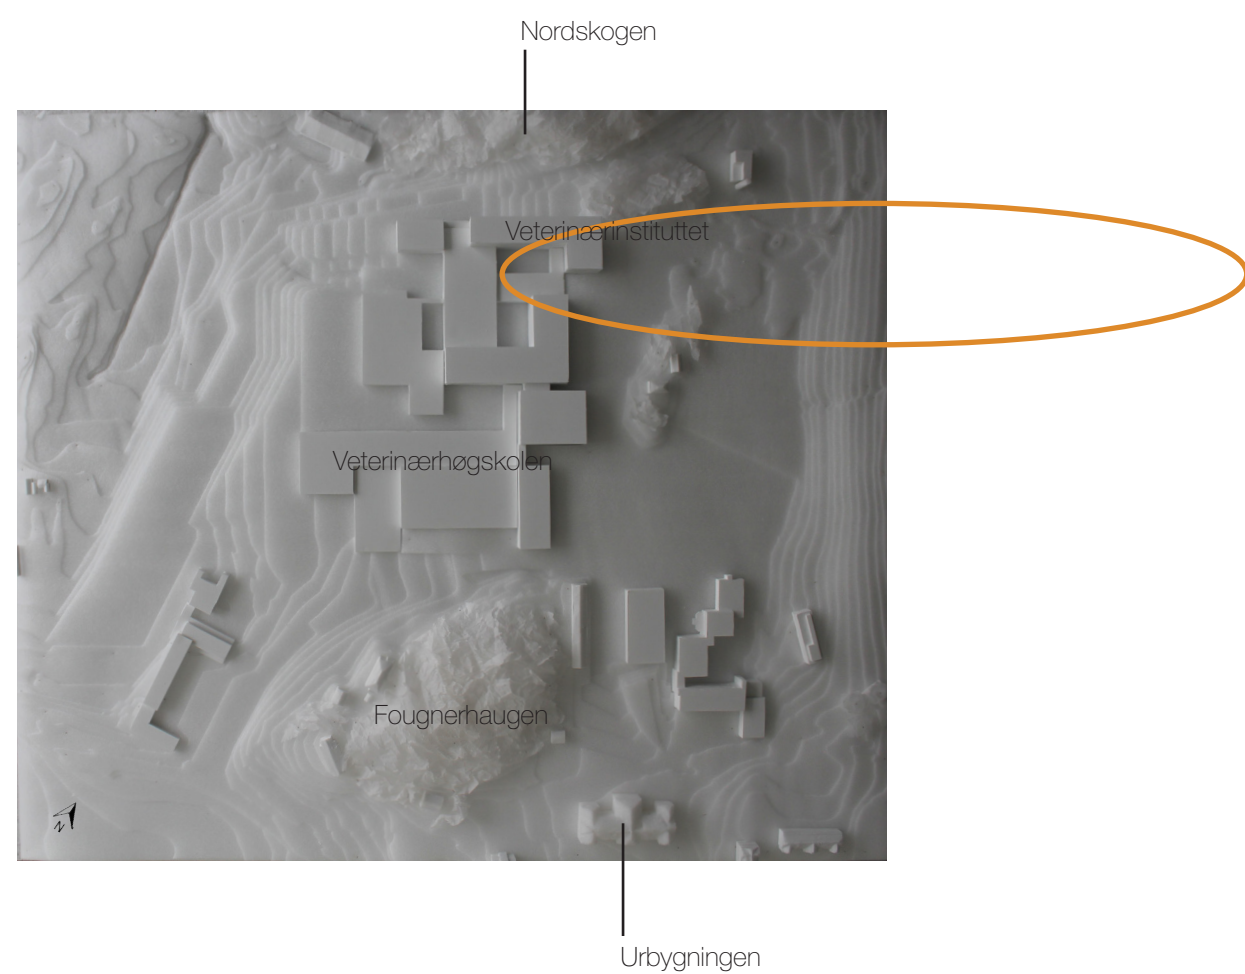 Nordskogen
Veterinærinstituttet
Veterinærhøgskolen
Fougnerhaugen
N
Urbygningen